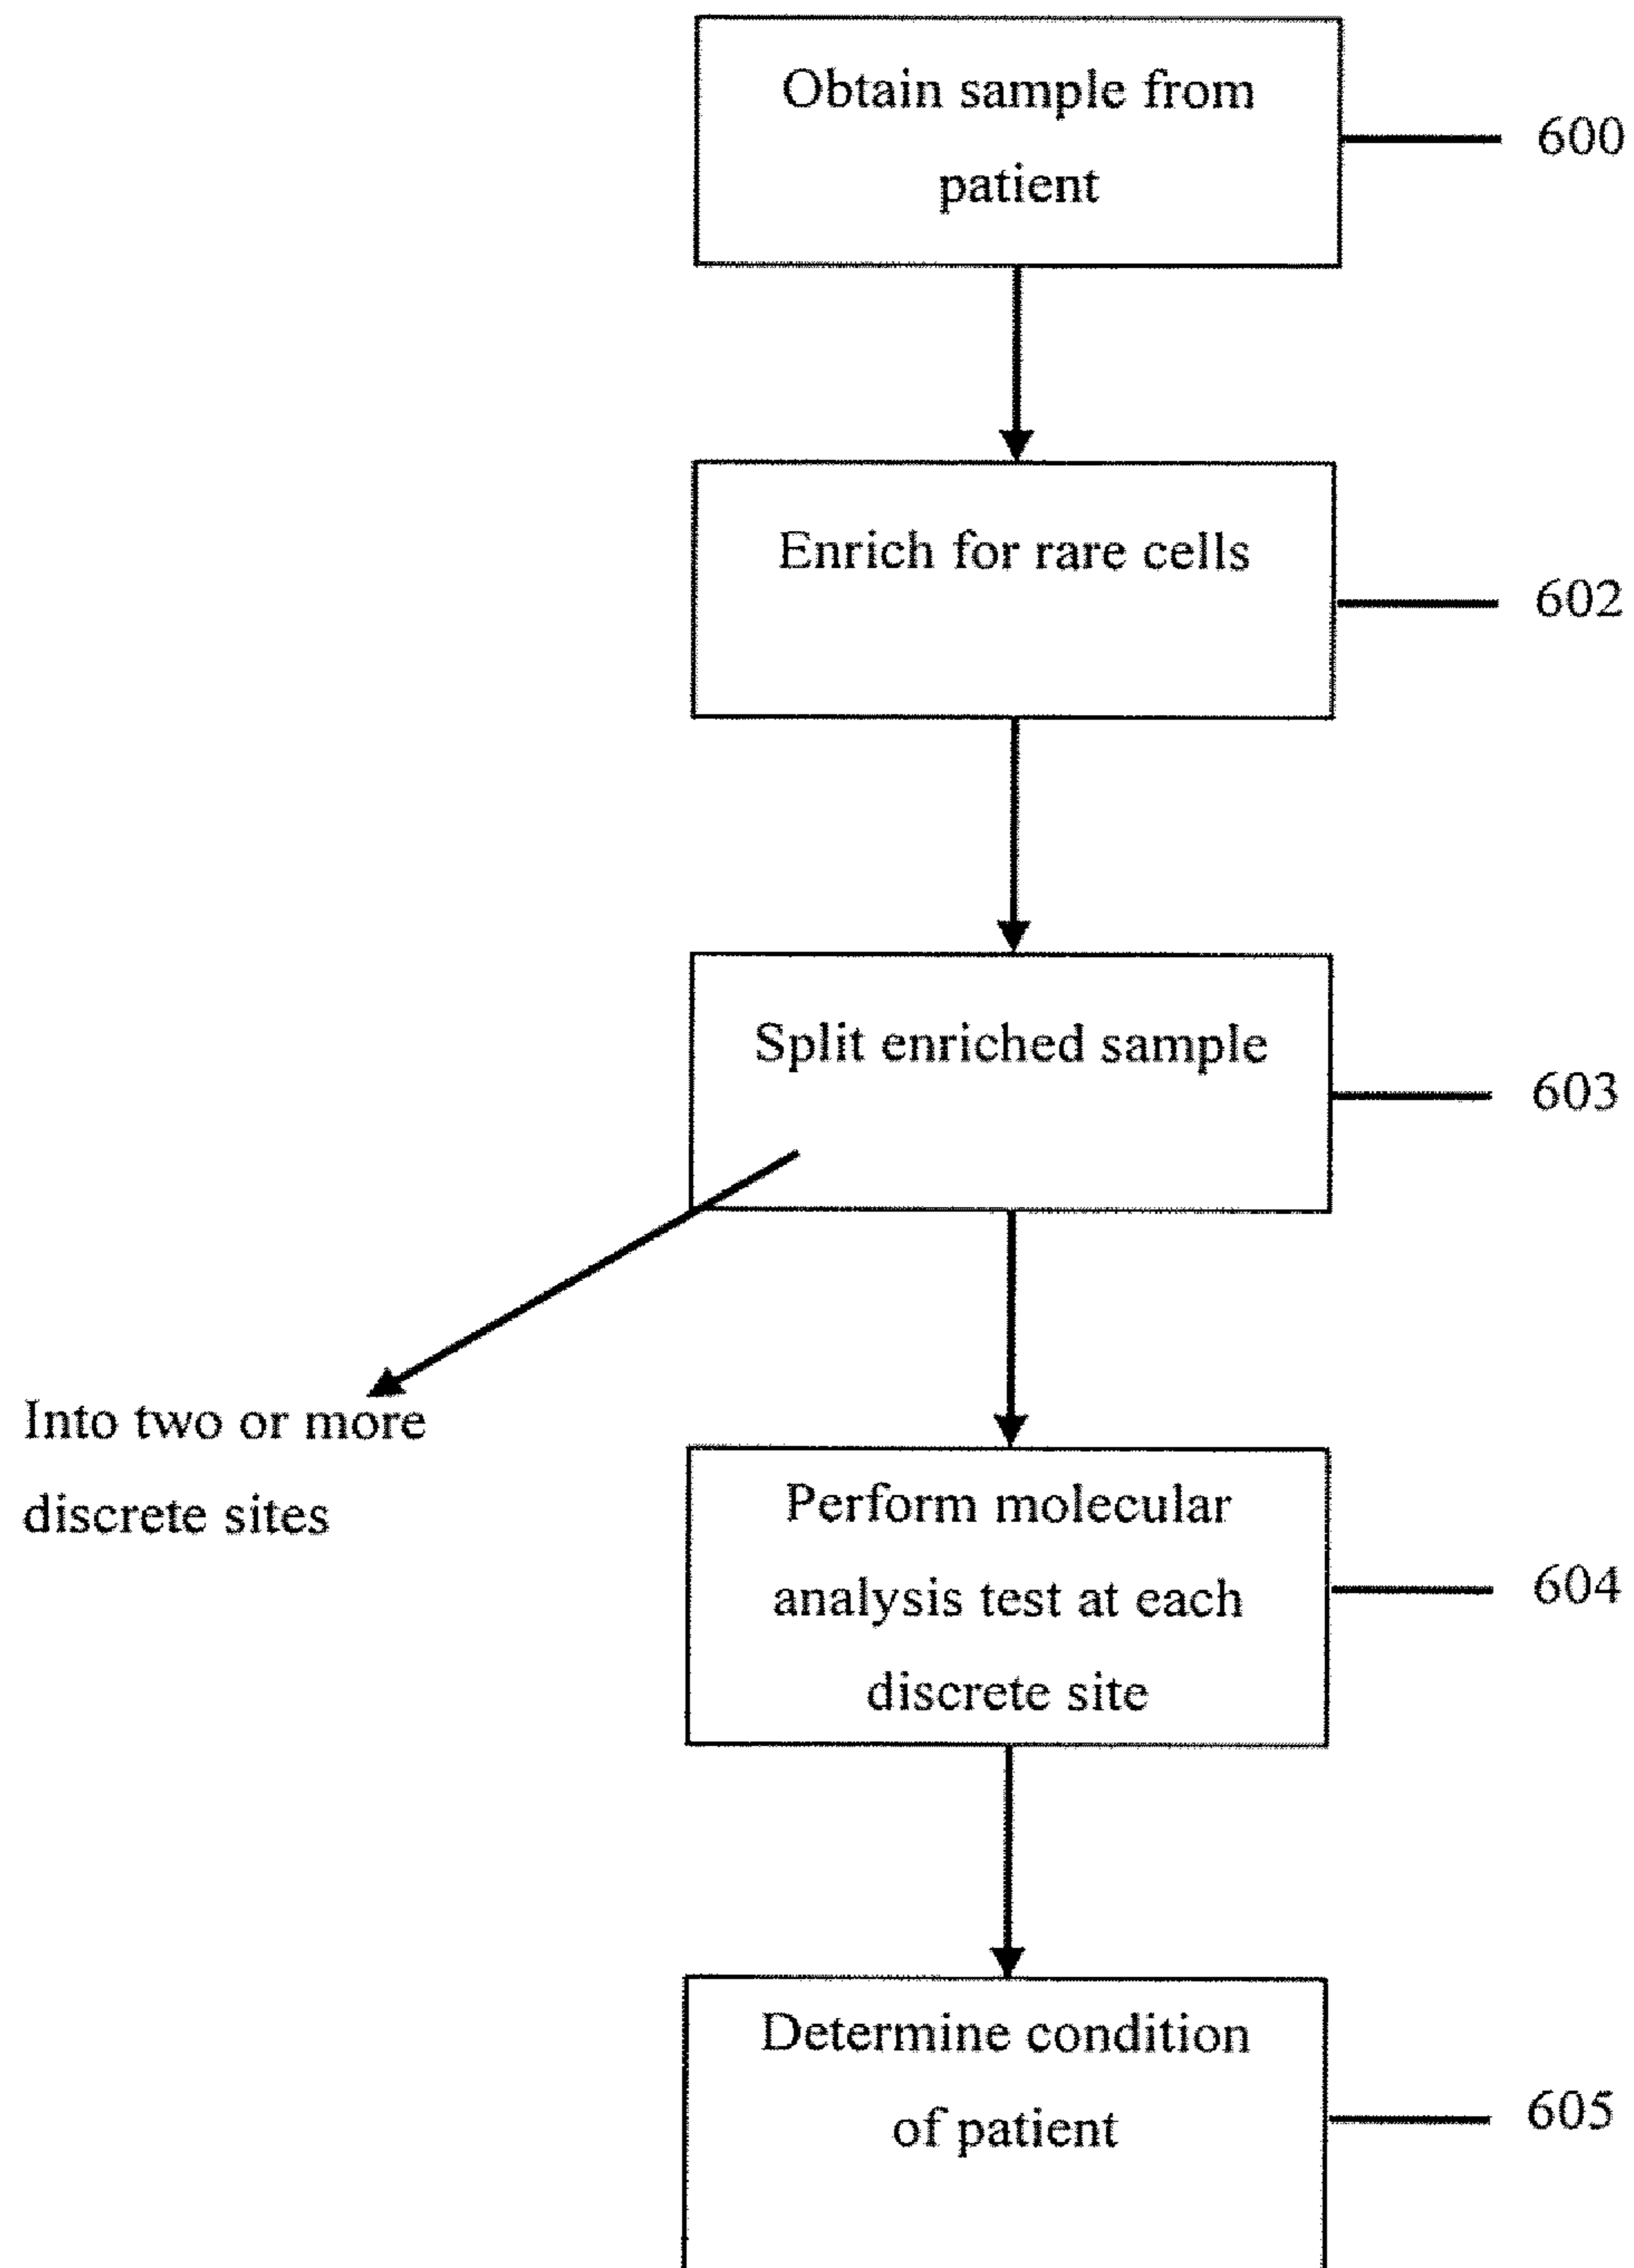 Obtain sample from
patient
600
Enrich for rare cells
602
Split enriched sample
603
Into two or more
discrete sites
Perform molecular
analysis test at each
discrete site
604
Determine condition
of patient
605